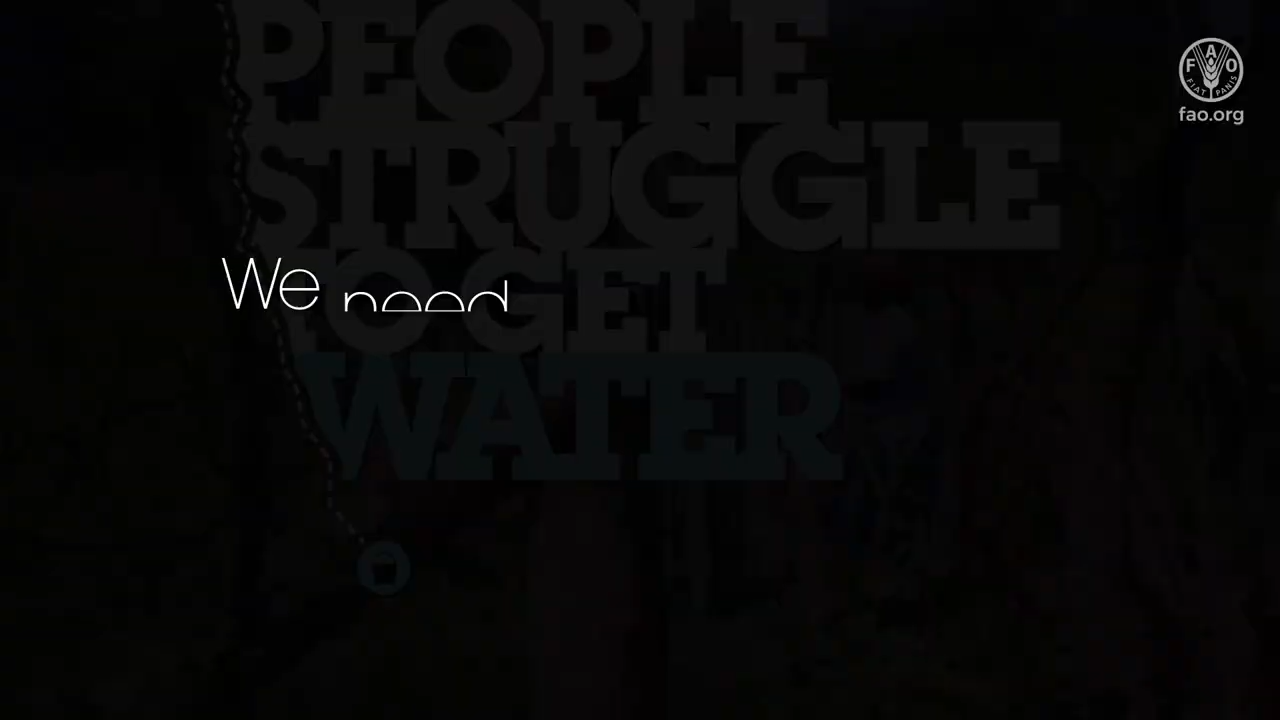 PEOPLE
STRUGGLE
TO GET
WATER
We need
FAO
FIAT PANIS
fao.org